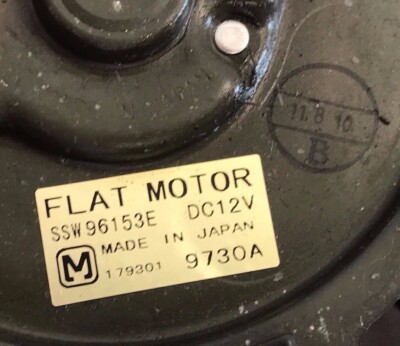 11.8.10.
B
FLAT MOTOR
SSW96153E DC12V
M MADE IN JAPAN
179301 9730A